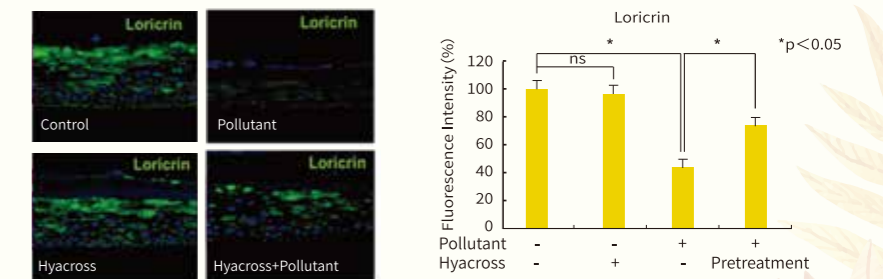 Loricrin
Control
Loricrin
Pollutant
Loricrin
Hyacross
Loricrin
Hyacross+Pollutant
Loricrin
*p<0.05
* *
ns
Fluorescence Intensity (%)
120
100
80
60
40
20
0
Pollutant - - + +
Hyacross - + - Pretreatment